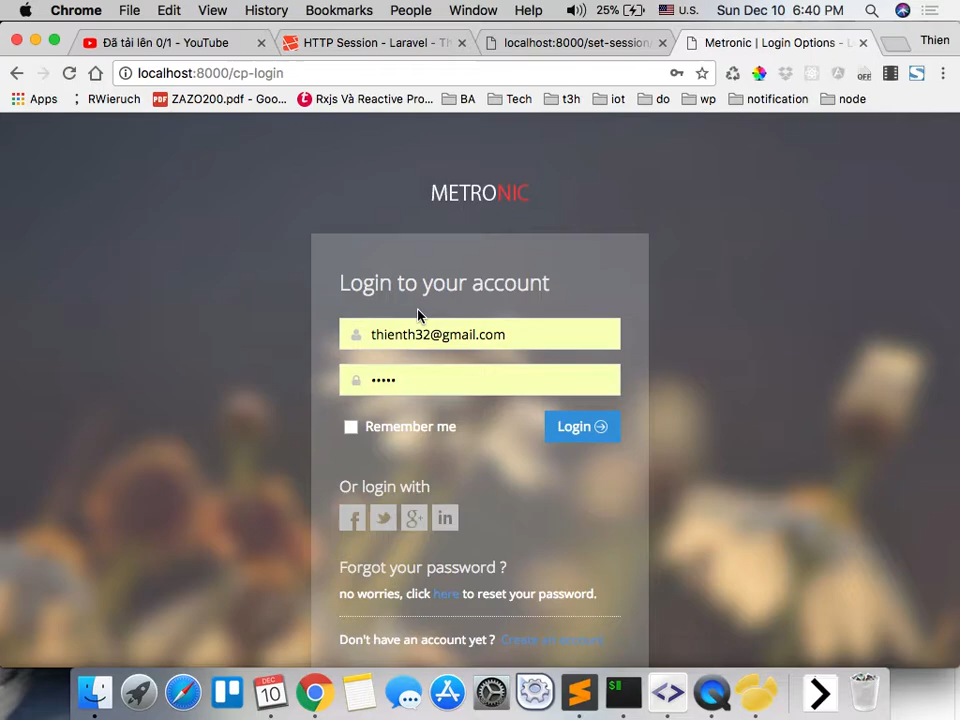 Chrome File Edit View History Bookmarks People Window Help 25% U.S. Sun Dec 10 6:40 PM
Đã tải lên 0/1 - YouTube HTTP Session - Laravel - Th localhost:8000/set-session/ Metronic | Login Options - L Thien
localhost:8000/cp-login
Apps RWieruch ZAZO200.pdf - Goo... Rxjs Và Reactive Pro... BA Tech t3h iot do wp notification node
METRONIC
Login to your account
thienth32@gmail.com
•••••
Remember me Login
Or login with
Forgot your password ?
no worries, click here to reset your password.
Don't have an account yet ? Create an account
DEC
10